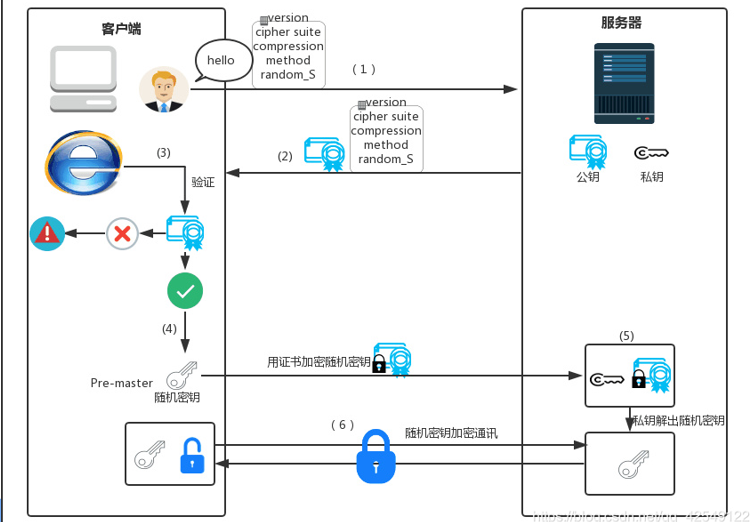 客户端
服务器
version
cipher suite
compression
method
random_S
hello
(1)
version
cipher suite
compression
method
random_S
(2)
公钥
私钥
(3)
验证
(4)
(5)
用证书加密随机密钥
Pre-master
随机密钥
私钥解出随机密钥
(6)
随机密钥加密通讯
https://blog.csdn.net/qq_42549122